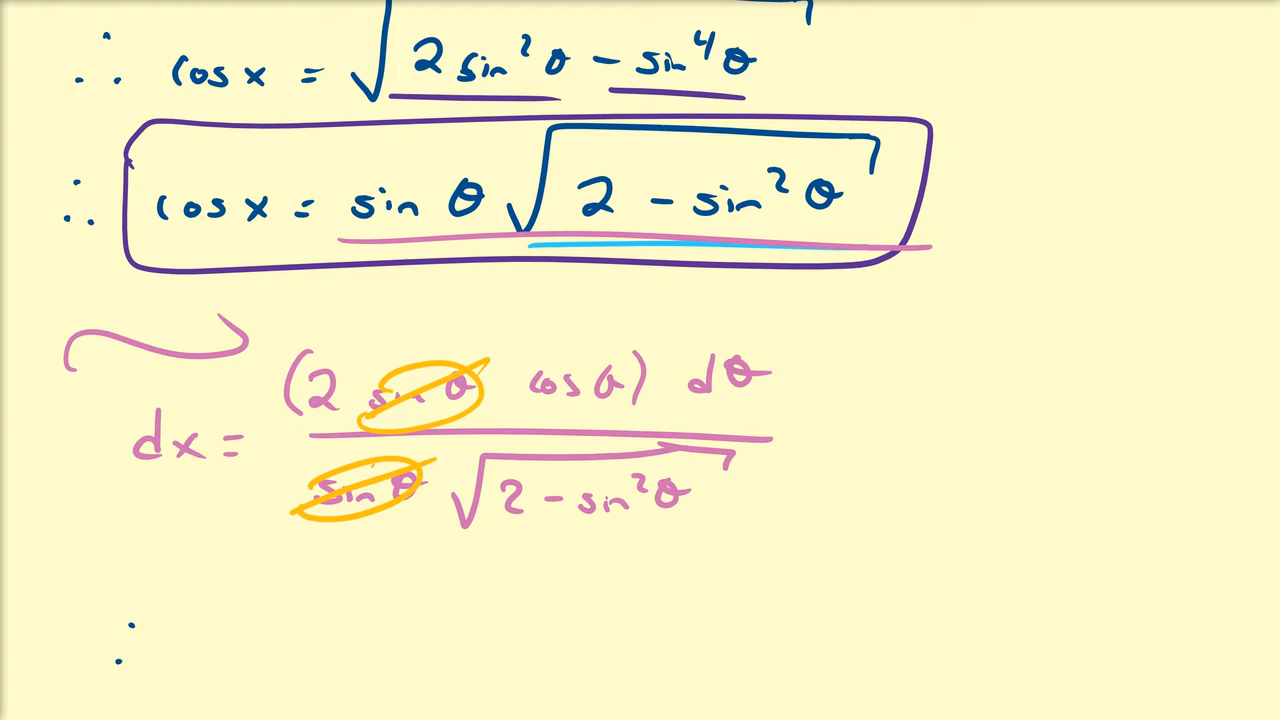 ∴ cos x = √(2 sin²θ − sin⁴θ)
∴ cos x = sin θ √(2 − sin²θ)
dx = (2 sin θ cos θ) dθ / (sin θ √(2 − sin²θ))